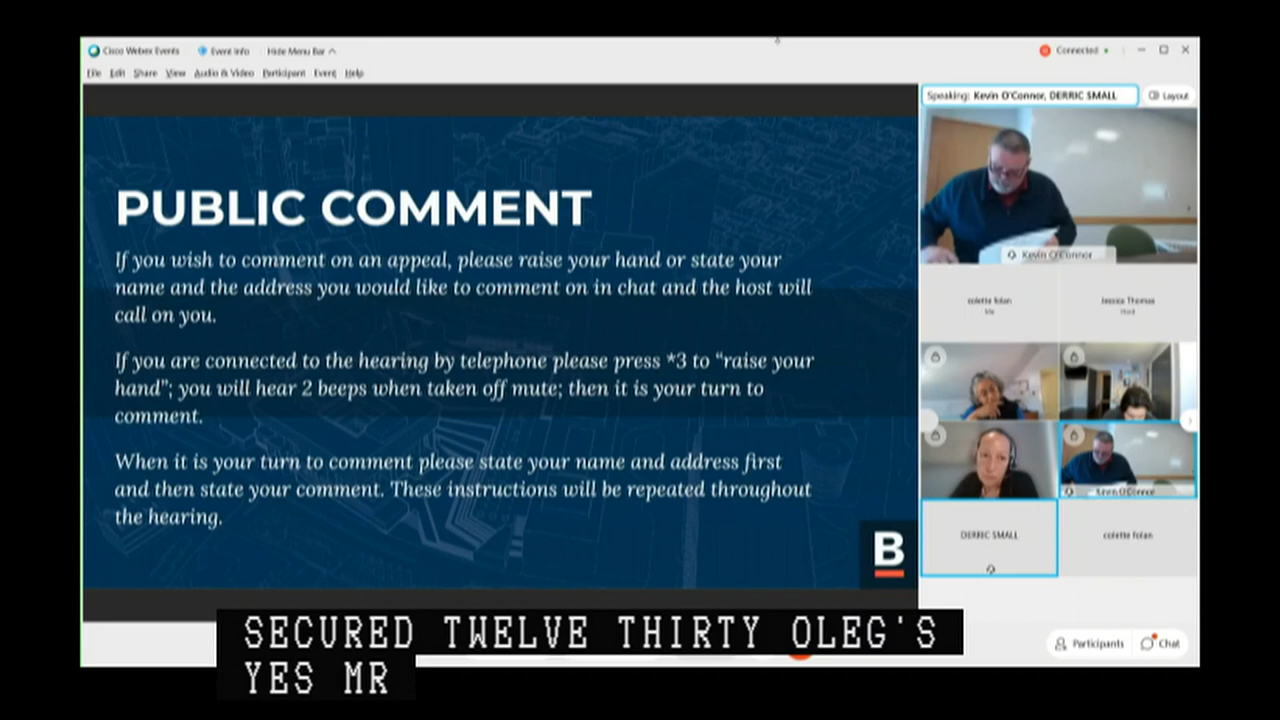 Cisco Webex Events
Event Info
Hide Menu Bar
Connected
File Edit Share View Audio & Video Participant Event Help
Speaking: Kevin O'Connor, DERRIC SMALL
Layout
PUBLIC COMMENT
If you wish to comment on an appeal, please raise your hand or state your
name and the address you would like to comment on in chat and the host will
call on you.
If you are connected to the hearing by telephone please press *3 to “raise your
hand”; you will hear 2 beeps when taken off mute; then it is your turn to
comment.
When it is your turn to comment please state your name and address first
and then state your comment. These instructions will be repeated throughout
the hearing.
B
Kevin O'Connor
colette folan
Me
Jessica Thomas
Host
Kevin O'Connor
DERRIC SMALL
colette folan
Participants
Chat
SECURED TWELVE THIRTY OLEG'S
YES MR